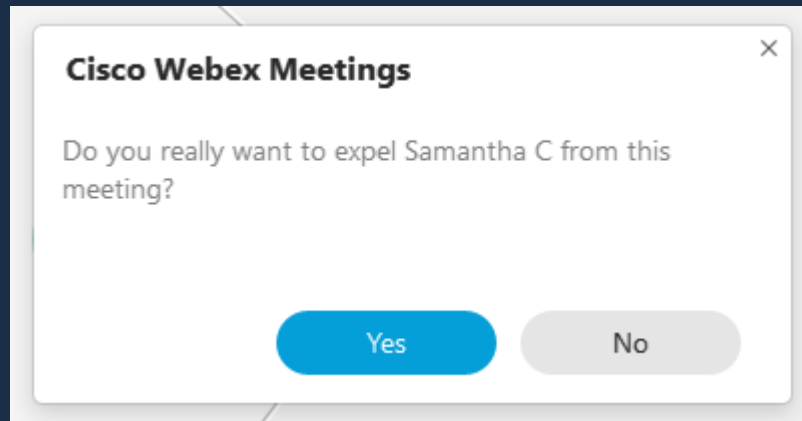 Cisco Webex Meetings
Do you really want to expel Samantha C from this
meeting?
Yes
No